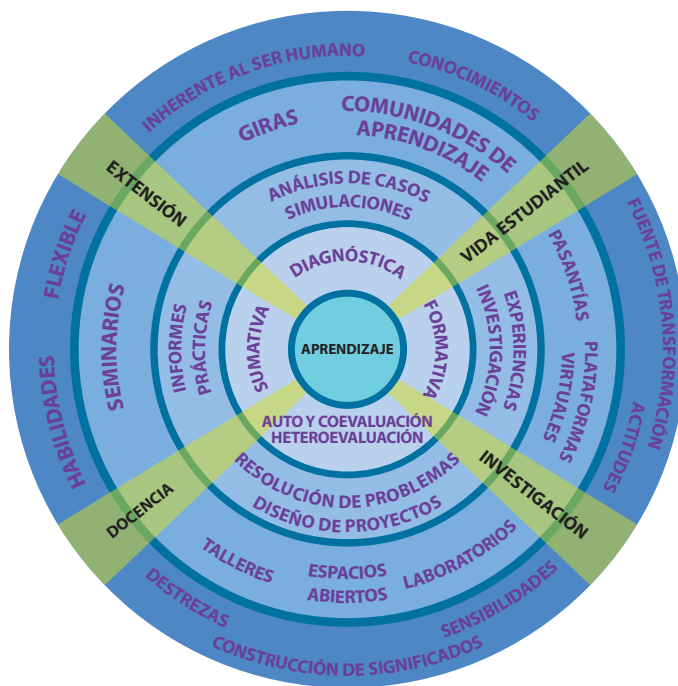 INHERENTE AL SER HUMANO
CONOCIMIENTOS
GIRAS
COMUNIDADES DE
APRENDIZAJE
EXTENSIÓN
VIDA ESTUDIANTIL
ANÁLISIS DE CASOS
SIMULACIONES
FLEXIBLE
HABILIDADES
SEMINARIOS
INFORMES
PRÁCTICAS
SUMATIVA
DIAGNÓSTICA
APRENDIZAJE
FORMATIVA
EXPERIENCIAS
INVESTIGACIÓN
PASANTÍAS
PLATAFORMAS
VIRTUALES
FUENTE DE TRANSFORMACIÓN
ACTITUDES
AUTO Y COEVALUACIÓN
HETEROEVALUACIÓN
RESOLUCIÓN DE PROBLEMAS
DISEÑO DE PROYECTOS
DOCENCIA
INVESTIGACIÓN
TALLERES
ESPACIOS
ABIERTOS
LABORATORIOS
DESTREZAS
CONSTRUCCIÓN DE SIGNIFICADOS
SENSIBILIDADES